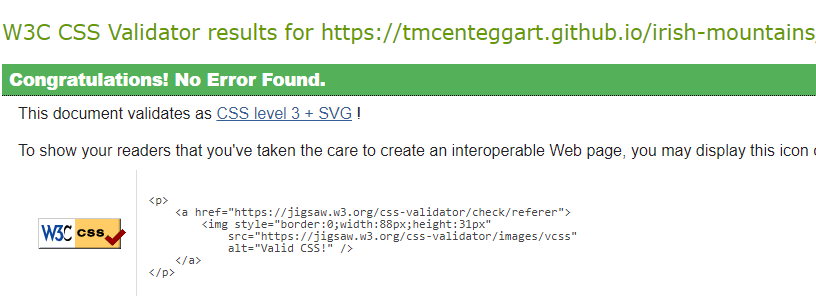 W3C CSS Validator results for https://tmcenteggart.github.io/irish-mountains
Congratulations! No Error Found.
This document validates as CSS level 3 + SVG !
To show your readers that you've taken the care to create an interoperable Web page, you may display this icon
<p>
<a href="https://jigsaw.w3.org/css-validator/check/referer">
<img style="border:0;width:88px;height:31px"
src="https://jigsaw.w3.org/css-validator/images/vcss"
alt="Valid CSS!" />
</a>
</p>
W3C css